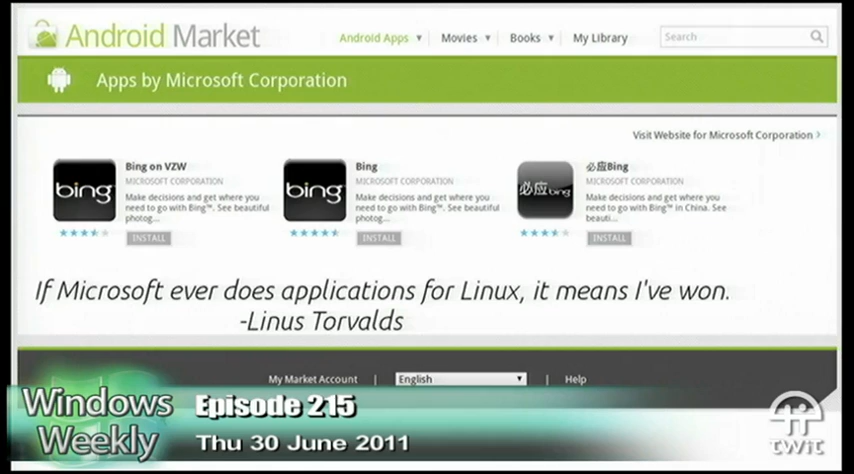 Android Market
Android Apps ▼ | Movies ▼ | Books ▼ | My Library
Search
Apps by Microsoft Corporation
Visit Website for Microsoft Corporation ›
bing
Bing on VZW
MICROSOFT CORPORATION
Make decisions and get where you
need to go with Bing™. See beautiful
photog...
INSTALL
bing
Bing
MICROSOFT CORPORATION
Make decisions and get where you
need to go with Bing™. See beautiful
photog...
INSTALL
必应bing
必应Bing
MICROSOFT CORPORATION
Make decisions and get where you
need to go with Bing™ in China. See
beauti...
INSTALL
If Microsoft ever does applications for Linux, it means I've won.
-Linus Torvalds
My Market Account | English ▼ | Help
Windows
Weekly
Episode 215
Thu 30 June 2011
twit